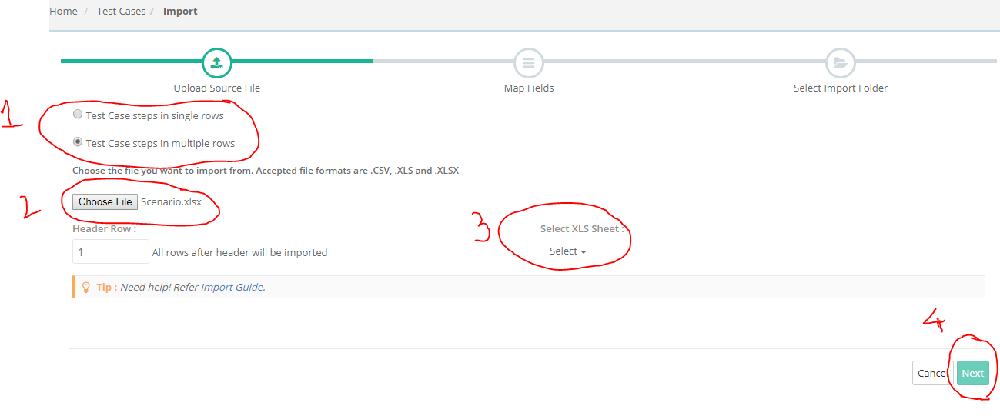 Home / Test Cases / Import
Upload Source File Map Fields Select Import Folder
1
Test Case steps in single rows
Test Case steps in multiple rows
Choose the file you want to import from. Accepted file formats are .CSV, .XLS and .XLSX
2
Choose File Scenario.xlsx
3
Header Row : Select XLS Sheet :
1 All rows after header will be imported Select
Tip : Need help! Refer Import Guide.
4
Cancel Next